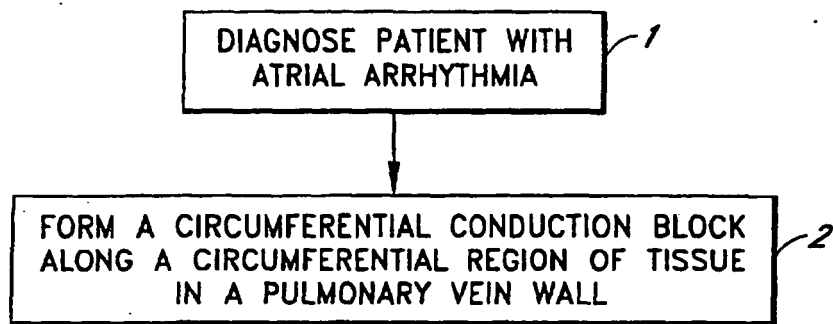 DIAGNOSE PATIENT WITH
ATRIAL ARRHYTHMIA
1
FORM A CIRCUMFERENTIAL CONDUCTION BLOCK
ALONG A CIRCUMFERENTIAL REGION OF TISSUE
IN A PULMONARY VEIN WALL
2